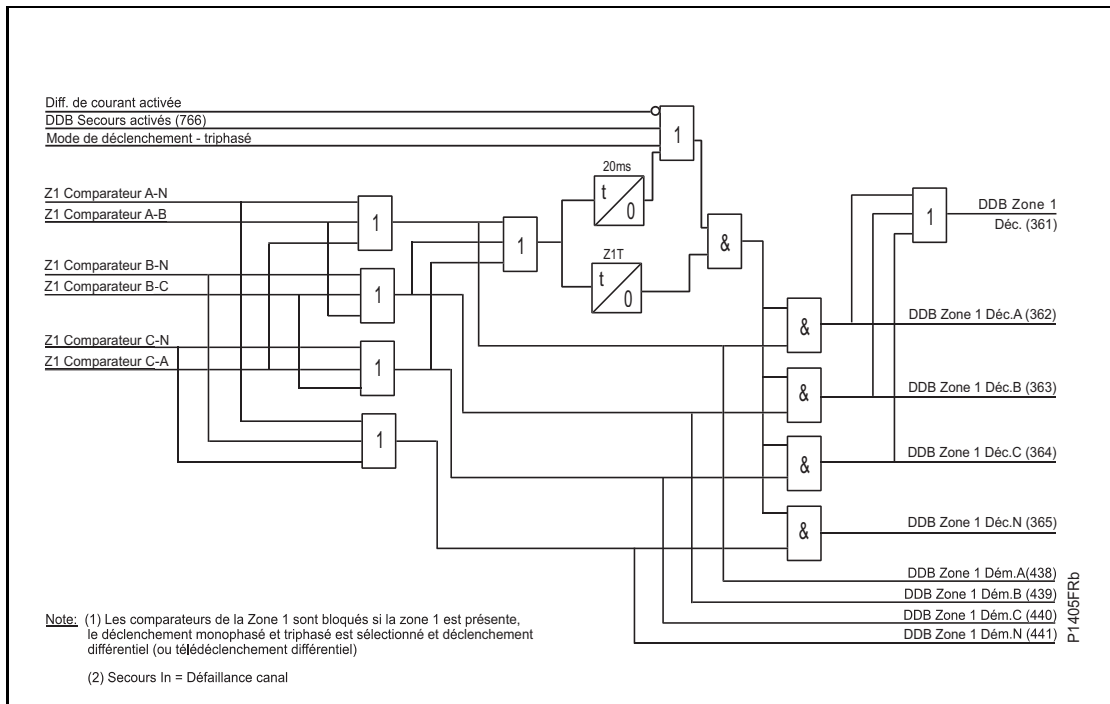 Diff. de courant activée
DDB Secours activés (766)
Mode de déclenchement - triphasé
1
20ms
t
0
Z1 Comparateur A-N
Z1 Comparateur A-B
1
1
Z1T
t
0
&
1
DDB Zone 1
Déc. (361)
Z1 Comparateur B-N
Z1 Comparateur B-C
1
&
DDB Zone 1 Déc.A (362)
Z1 Comparateur C-N
Z1 Comparateur C-A
1
&
DDB Zone 1 Déc.B (363)
1
&
DDB Zone 1 Déc.C (364)
&
DDB Zone 1 Déc.N (365)
DDB Zone 1 Dém.A(438)
DDB Zone 1 Dém.B (439)
DDB Zone 1 Dém.C (440)
DDB Zone 1 Dém.N (441)
Note: (1) Les comparateurs de la Zone 1 sont bloqués si la zone 1 est présente,
le déclenchement monophasé et triphasé est sélectionné et déclenchement
différentiel (ou télédéclenchement différentiel)
(2) Secours In = Défaillance canal
P1405FRb